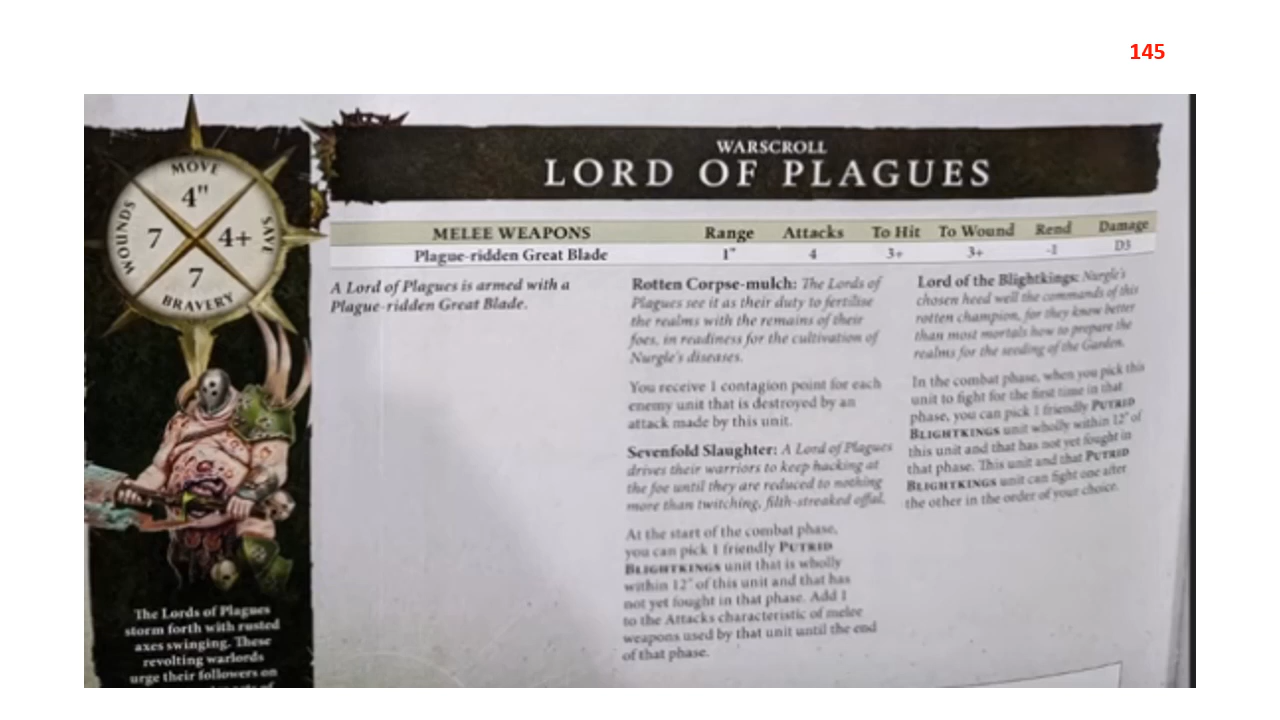 145
WARSCROLL
LORD OF PLAGUES
MOVE
4"
WOUNDS
7
4+
SAVE
7
BRAVERY
MELEE WEAPONS Range Attacks To Hit To Wound Rend Damage
Plague-ridden Great Blade 1" 4 3+ 3+ -1 D3
A Lord of Plagues is armed with a
Plague-ridden Great Blade.
Rotten Corpse-mulch: The Lords of
Plagues see it as their duty to fertilise
the realms with the remains of their
foes, in readiness for the cultivation of
Nurgle's diseases.
You receive 1 contagion point for each
enemy unit that is destroyed by an
attack made by this unit.
Sevenfold Slaughter: A Lord of Plagues
drives their warriors to keep hacking at
the foe until they are reduced to nothing
more than twitching, filth-streaked offal.
At the start of the combat phase,
you can pick 1 friendly PUTRID
BLIGHTKINGS unit that is wholly
within 12" of this unit and that has
not yet fought in that phase. Add 1
to the Attacks characteristic of melee
weapons used by that unit until the end
of that phase.
Lord of the Blightkings: Nurgle's
chosen heed well the commands of this
rotten champion, for they know better
than most mortals how to prepare the
realms for the seeding of the Garden.
In the combat phase, when you pick this
unit to fight for the first time in that
phase, you can pick 1 friendly PUTRID
BLIGHTKINGS unit wholly within 12" of
this unit and that has not yet fought in
that phase. This unit and that PUTRID
BLIGHTKINGS unit can fight one after
the other in the order of your choice.
The Lords of Plagues
storm forth with rusted
axes swinging. These
revolting warlords
urge their followers on